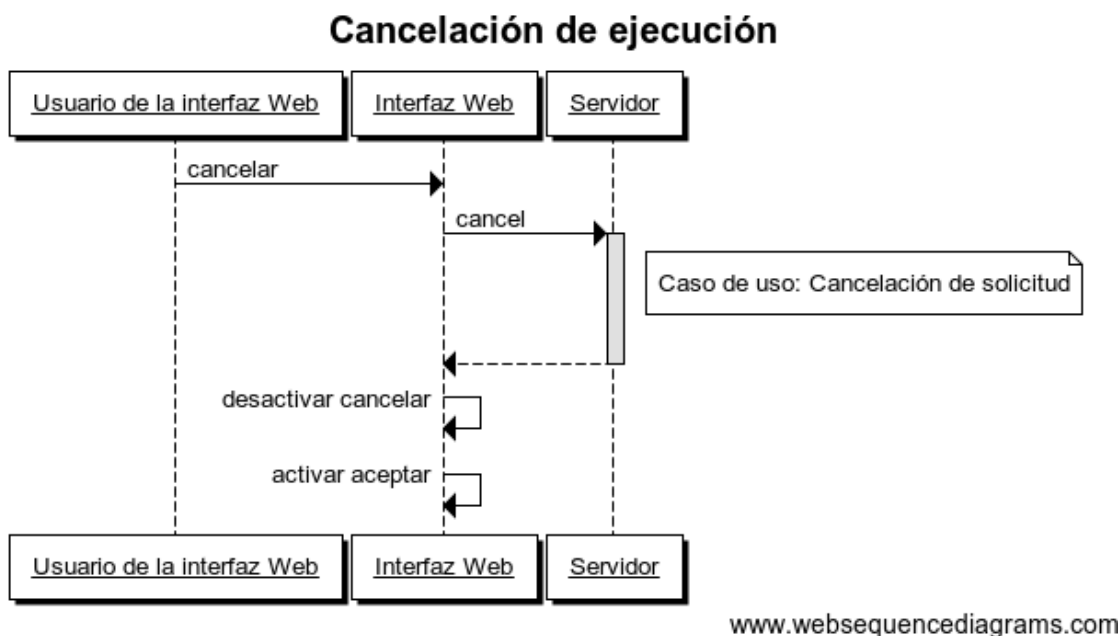 Cancelación de ejecución
Usuario de la interfaz Web
Interfaz Web
Servidor
cancelar
cancel
Caso de uso: Cancelación de solicitud
desactivar cancelar
activar aceptar
Usuario de la interfaz Web
Interfaz Web
Servidor
www.websequencediagrams.com